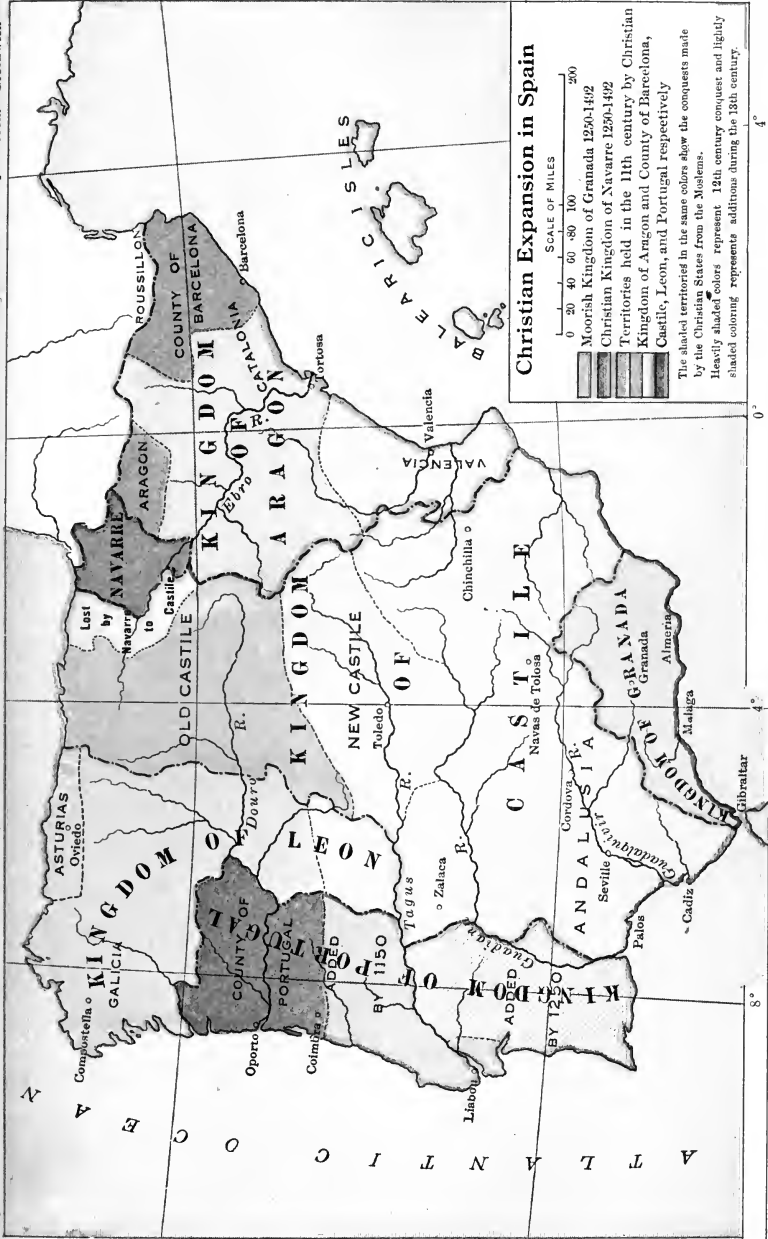 Christian Expansion in Spain
SCALE OF MILES
0 20 40 60 80 100 200
Moorish Kingdom of Granada 1250-1492
Christian Kingdom of Navarre 1250-1492
Territories held in the 11th century by Christian
Kingdom of Aragon and County of Barcelona,
Castile, Leon, and Portugal respectively
The shaded territories in the same colors show the conquests made
by the Christian States from the Moslems.
Heavily shaded colors represent 12th century conquest and lightly
shaded coloring represents additions during the 13th century.
ATLANTIC OCEAN
Compostella
GALICIA
ASTURIAS
Oviedo
KINGDOM OF
LEON
Lost
by
Navarre
to
Castile
NAVARRE
ARAGON
ROUSSILLON
COUNTY OF
BARCELONA
Barcelona
CATALONIA
KINGDOM
OF
ARAGON
Ebro
R.
Tortosa
OLD CASTILE
Douro
R.
Oporto
COUNTY OF
PORTUGAL
Coimbra
KINGDOM OF PORTUGAL
ADDED
BY 1150
ADDED
BY 1250
Lisbon
KINGDOM
OF
CASTILE
NEW CASTILE
Toledo
Tagus
R.
Zalaca
Guadian
R.
VALENCIA
Valencia
Chinchilla
BALEARIC ISLES
Navas de Tolosa
Cordova
ANDALUSIA
Seville
Guadalquivir
R.
Palos
Cadiz
KINGDOM OF GRANADA
Granada
Almeria
Malaga
Gibraltar
8°
4°
0°
4°